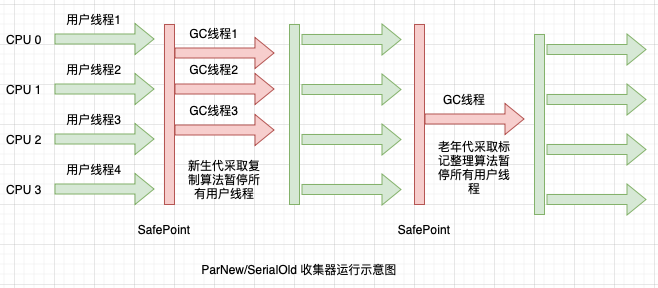 用户线程1
CPU 0
用户线程2
CPU 1
用户线程3
CPU 2
用户线程4
CPU 3
GC线程1
GC线程2
GC线程3
新生代采取复
制算法暂停所
有用户线程
SafePoint
GC线程
老年代采取标
记整理算法暂
停所有用户线
程
SafePoint
ParNew/SerialOld 收集器运行示意图